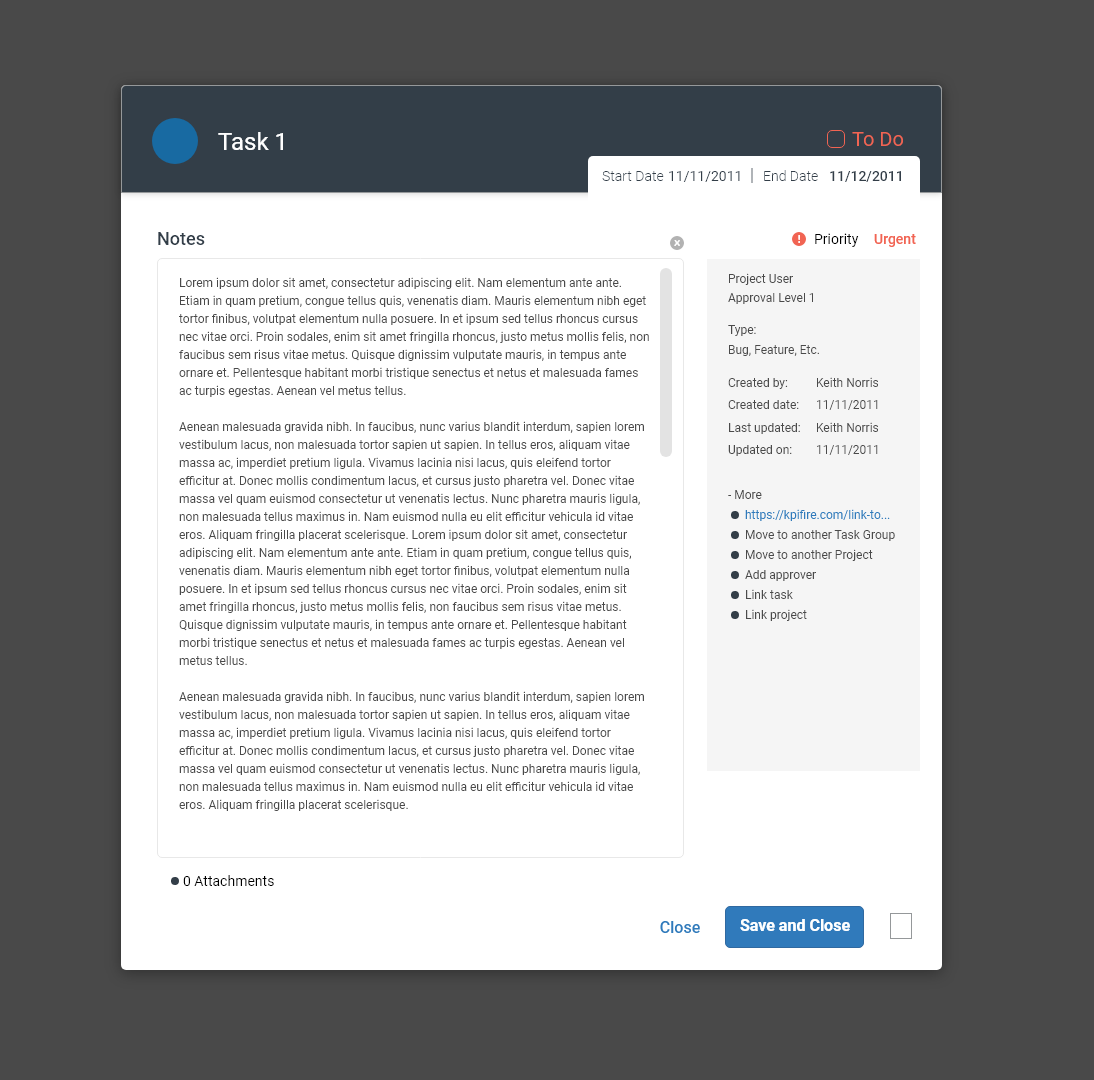 Task 1
To Do
Start Date 11/11/2011 | End Date 11/12/2011
Notes
Priority Urgent
Lorem ipsum dolor sit amet, consectetur adipiscing elit. Nam elementum ante ante.
Etiam in quam pretium, congue tellus quis, venenatis diam. Mauris elementum nibh eget
tortor finibus, volutpat elementum nulla posuere. In et ipsum sed tellus rhoncus cursus
nec vitae orci. Proin sodales, enim sit amet fringilla rhoncus, justo metus mollis felis, non
faucibus sem risus vitae metus. Quisque dignissim vulputate mauris, in tempus ante
ornare et. Pellentesque habitant morbi tristique senectus et netus et malesuada fames
ac turpis egestas. Aenean vel metus tellus.
Aenean malesuada gravida nibh. In faucibus, nunc varius blandit interdum, sapien lorem
vestibulum lacus, non malesuada tortor sapien ut sapien. In tellus eros, aliquam vitae
massa ac, imperdiet pretium ligula. Vivamus lacinia nisi lacus, quis eleifend tortor
efficitur at. Donec mollis condimentum lacus, et cursus justo pharetra vel. Donec vitae
massa vel quam euismod consectetur ut venenatis lectus. Nunc pharetra mauris ligula,
non malesuada tellus maximus in. Nam euismod nulla eu elit efficitur vehicula id vitae
eros. Aliquam fringilla placerat scelerisque. Lorem ipsum dolor sit amet, consectetur
adipiscing elit. Nam elementum ante ante. Etiam in quam pretium, congue tellus quis,
venenatis diam. Mauris elementum nibh eget tortor finibus, volutpat elementum nulla
posuere. In et ipsum sed tellus rhoncus cursus nec vitae orci. Proin sodales, enim sit
amet fringilla rhoncus, justo metus mollis felis, non faucibus sem risus vitae metus.
Quisque dignissim vulputate mauris, in tempus ante ornare et. Pellentesque habitant
morbi tristique senectus et netus et malesuada fames ac turpis egestas. Aenean vel
metus tellus.
Aenean malesuada gravida nibh. In faucibus, nunc varius blandit interdum, sapien lorem
vestibulum lacus, non malesuada tortor sapien ut sapien. In tellus eros, aliquam vitae
massa ac, imperdiet pretium ligula. Vivamus lacinia nisi lacus, quis eleifend tortor
efficitur at. Donec mollis condimentum lacus, et cursus justo pharetra vel. Donec vitae
massa vel quam euismod consectetur ut venenatis lectus. Nunc pharetra mauris ligula,
non malesuada tellus maximus in. Nam euismod nulla eu elit efficitur vehicula id vitae
eros. Aliquam fringilla placerat scelerisque.
Project User
Approval Level 1
Type:
Bug, Feature, Etc.
Created by: Keith Norris
Created date: 11/11/2011
Last updated: Keith Norris
Updated on: 11/11/2011
- More
https://kpifire.com/link-to...
Move to another Task Group
Move to another Project
Add approver
Link task
Link project
0 Attachments
Close
Save and Close